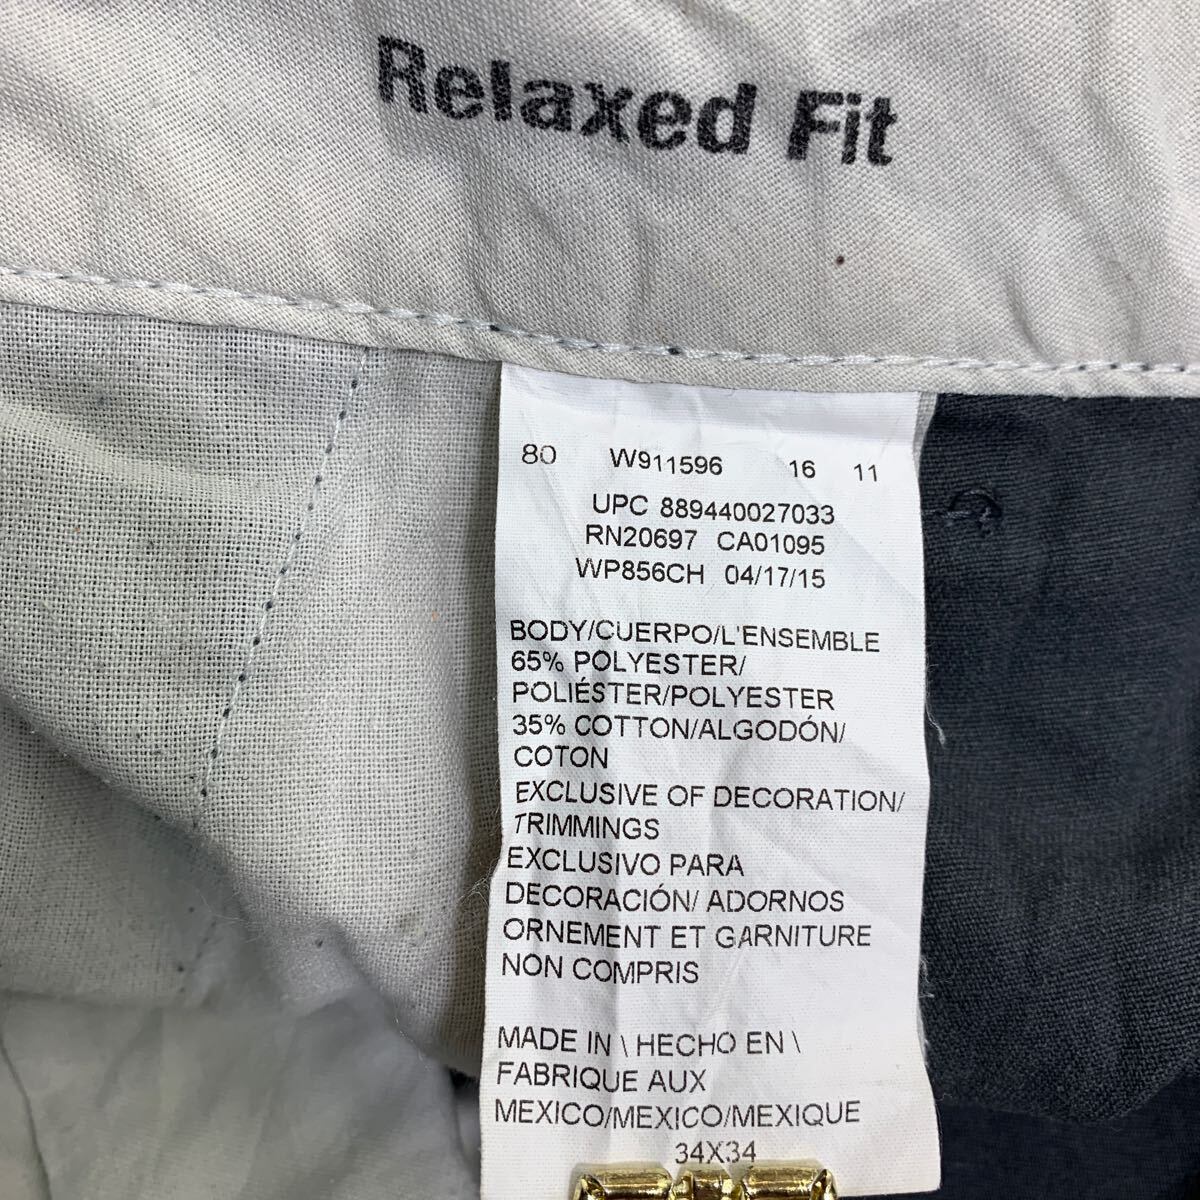 Relaxed Fit
80 W911596 16 11
UPC 889440027033
RN20697 CA01095
WP856CH 04/17/15
BODY/CUERPO/L'ENSEMBLE
65% POLYESTER/
POLIÉSTER/POLYESTER
35% COTTON/ALGODÓN/
COTON
EXCLUSIVE OF DECORATION/
TRIMMINGS
EXCLUSIVO PARA
DECORACIÓN/ ADORNOS
ORNEMENT ET GARNITURE
NON COMPRIS
MADE IN \ HECHO EN \
FABRIQUE AUX
MEXICO/MEXICO/MEXIQUE
34X34